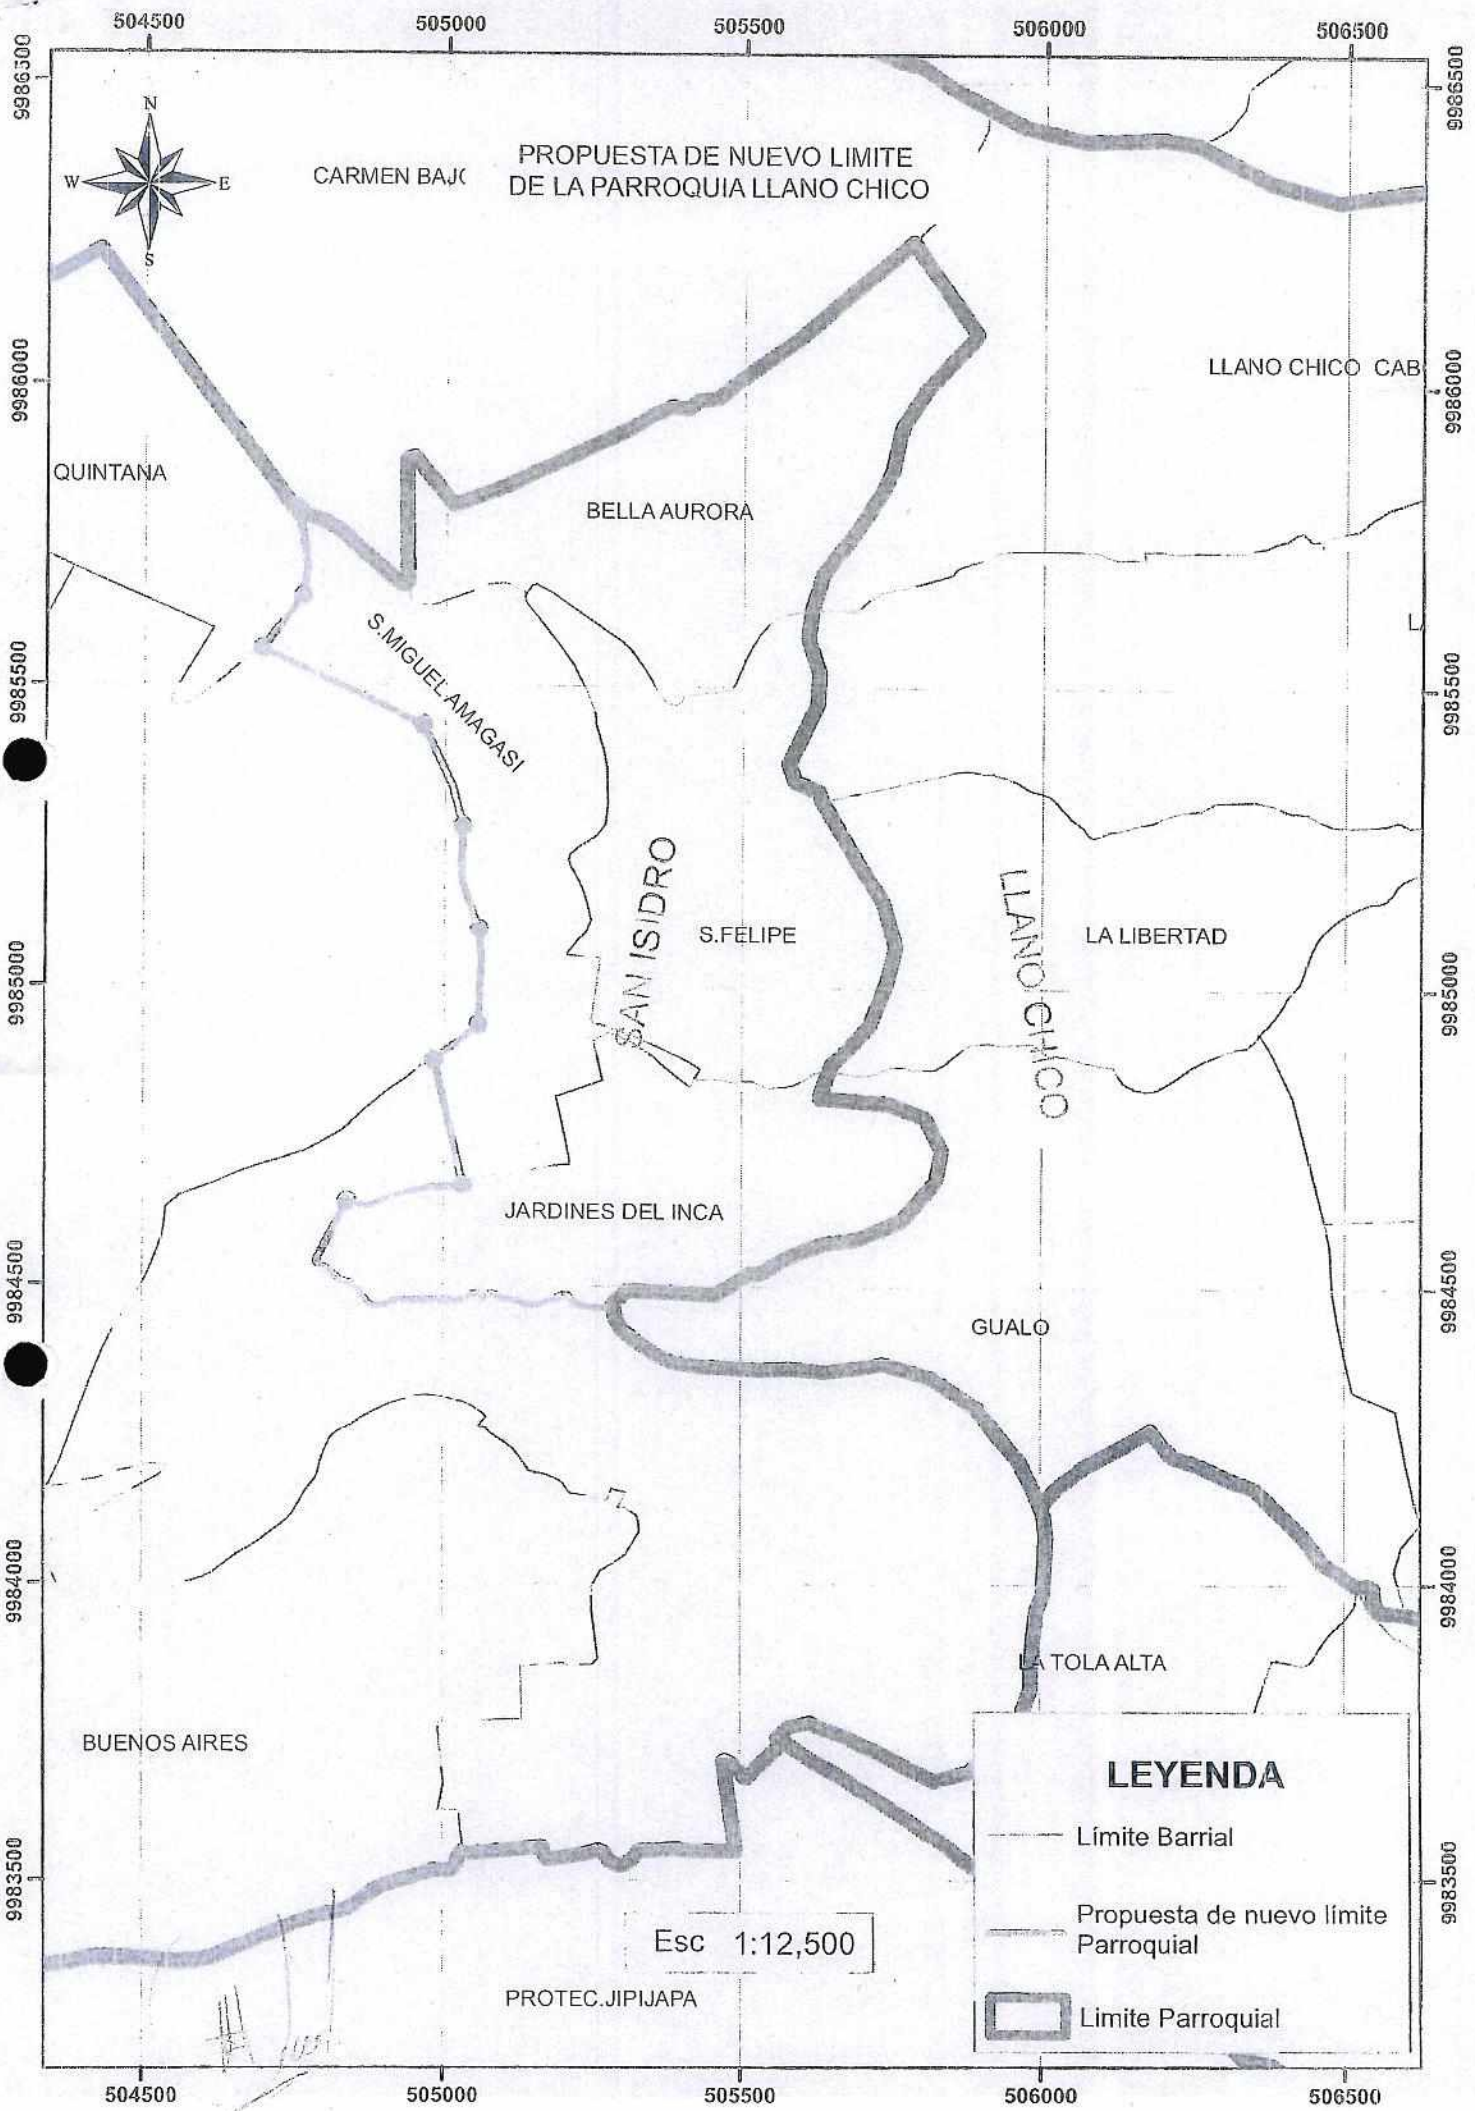 504500
505000
505500
506000
506500
9986500
9986500
N
W
E
S
CARMEN BAJ
PROPUESTA DE NUEVO LIMITE
DE LA PARROQUIA LLANO CHICO
9986000
9986000
LLANO CHICO CAB
QUINTANA
BELLA AURORA
S.MIGUEL AMAGASI
9985500
9985500
SAN ISIDRO
S.FELIPE
LLANO CHICO
LA LIBERTAD
9985000
9985000
JARDINES DEL INCA
9984500
9984500
GUALO
9984000
9984000
LA TOLA ALTA
BUENOS AIRES
LEYENDA
Límite Barrial
Propuesta de nuevo límite
Parroquial
Limite Parroquial
9983500
9983500
Esc 1:12,500
PROTEC.JIPIJAPA
504500
505000
505500
506000
506500